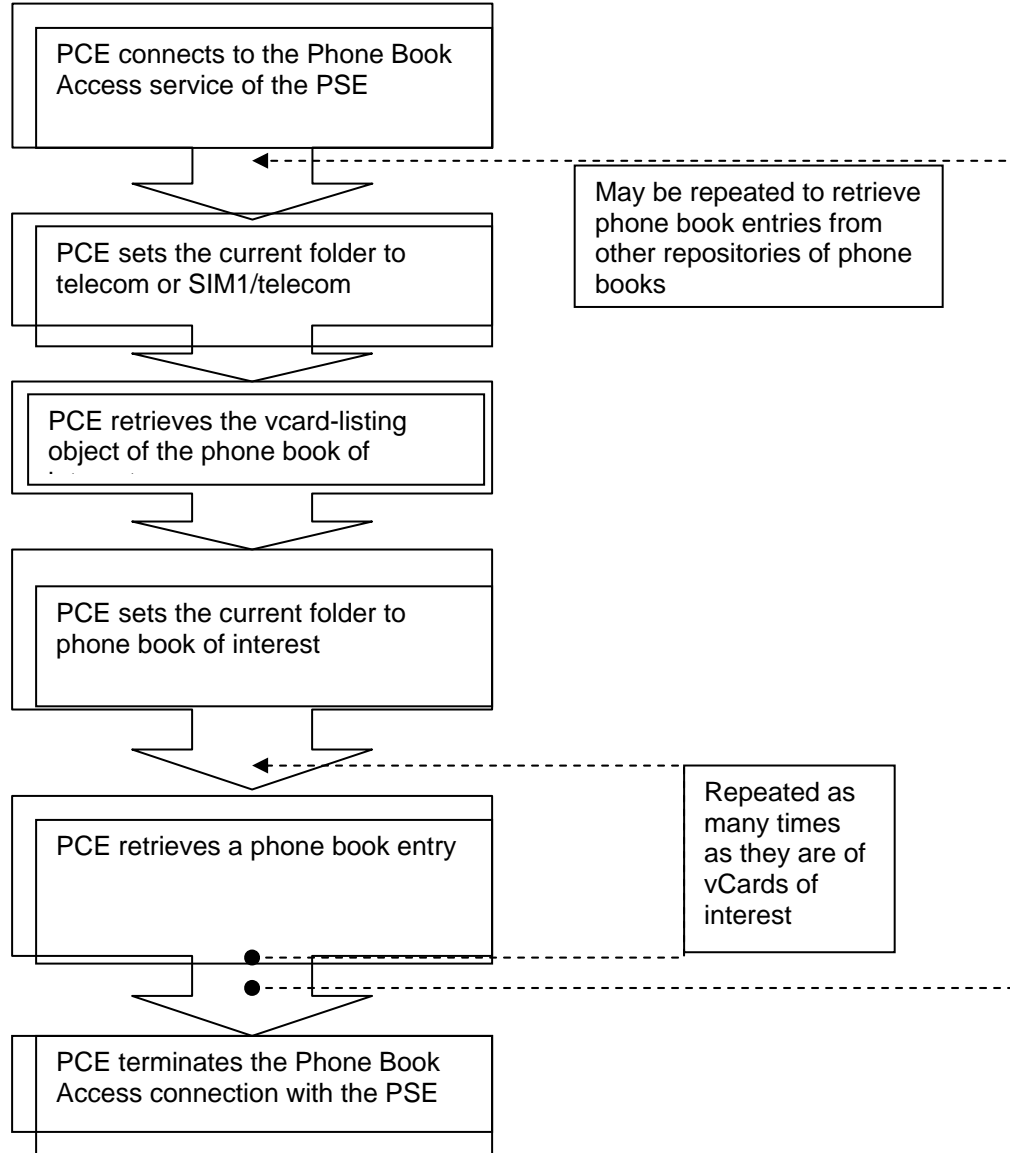 PCE connects to the Phone Book
Access service of the PSE
May be repeated to retrieve
phone book entries from
other repositories of phone
books
PCE sets the current folder to
telecom or SIM1/telecom
PCE retrieves the vcard-listing
object of the phone book of
PCE sets the current folder to
phone book of interest
Repeated as
many times
as they are of
vCards of
interest
PCE retrieves a phone book entry
PCE terminates the Phone Book
Access connection with the PSE